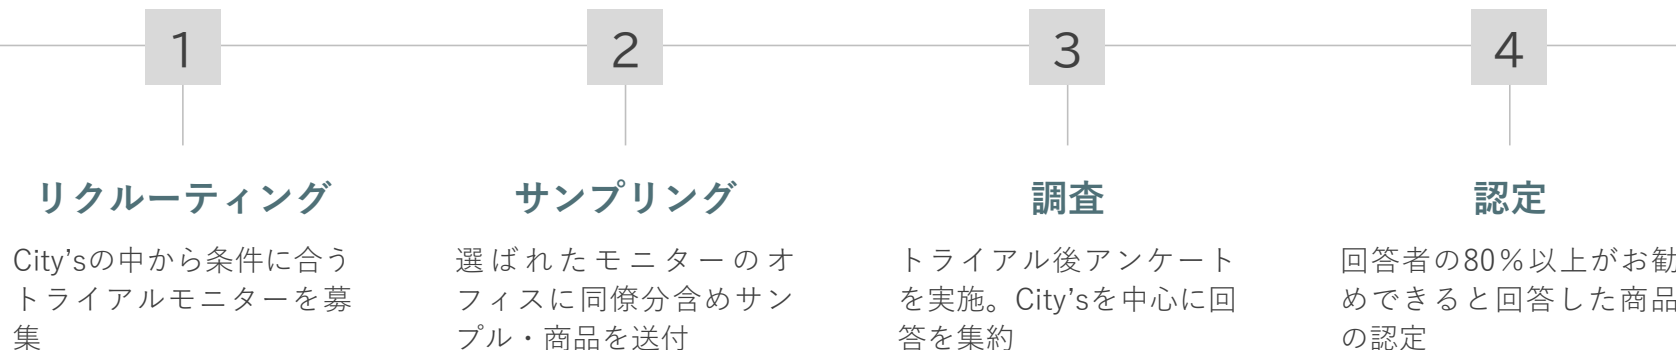 1
2
3
4
リクルーティング
City’sの中から条件に合う
トライアルモニターを募
集
サンプリング
選ばれたモニターのオ
フィスに同僚分含めサン
プル・商品を送付
調査
トライアル後アンケート
を実施。City’sを中心に回
答を集約
認定
回答者の80％以上がお勧
めできると回答した商品
の認定